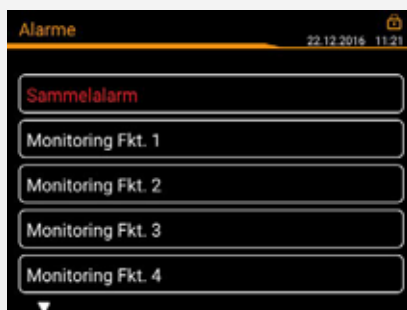 Alarme
22.12.2016 11:21
Sammelalarm
Monitoring Fkt. 1
Monitoring Fkt. 2
Monitoring Fkt. 3
Monitoring Fkt. 4